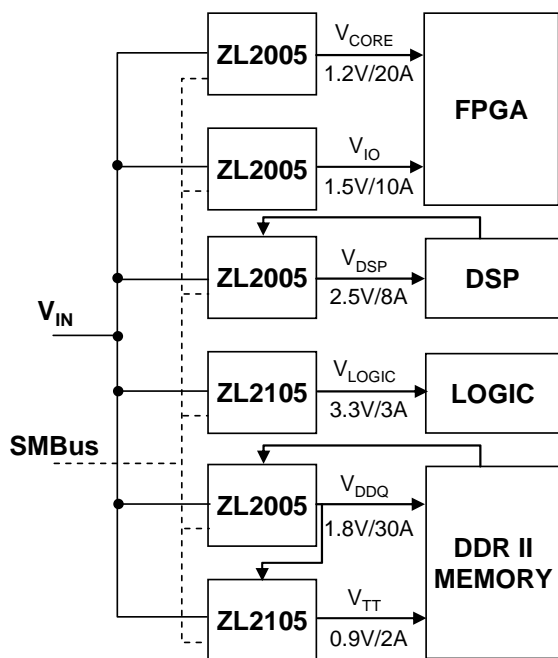 ZL2005
V_CORE
1.2V/20A
FPGA
ZL2005
V_IO
1.5V/10A
ZL2005
V_DSP
2.5V/8A
DSP
V_IN
ZL2105
V_LOGIC
3.3V/3A
LOGIC
SMBus
ZL2005
V_DDQ
1.8V/30A
DDR II
MEMORY
ZL2105
V_TT
0.9V/2A